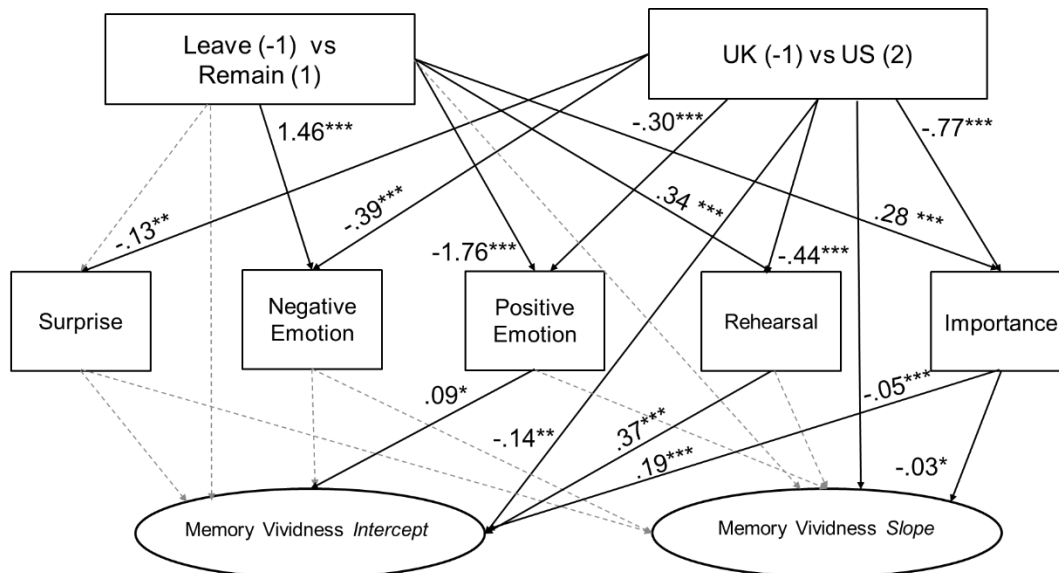 Leave (-1) vs
Remain (1)
UK (-1) vs US (2)
1.46***
-.30***
-.77***
-.13**
-.39***
-1.76***
.34 ***
-.44***
.28 ***
Surprise
Negative
Emotion
Positive
Emotion
Rehearsal
Importance
.09*
-.14**
.37***
.19***
-.05***
-.03*
Memory Vividness Intercept
Memory Vividness Slope